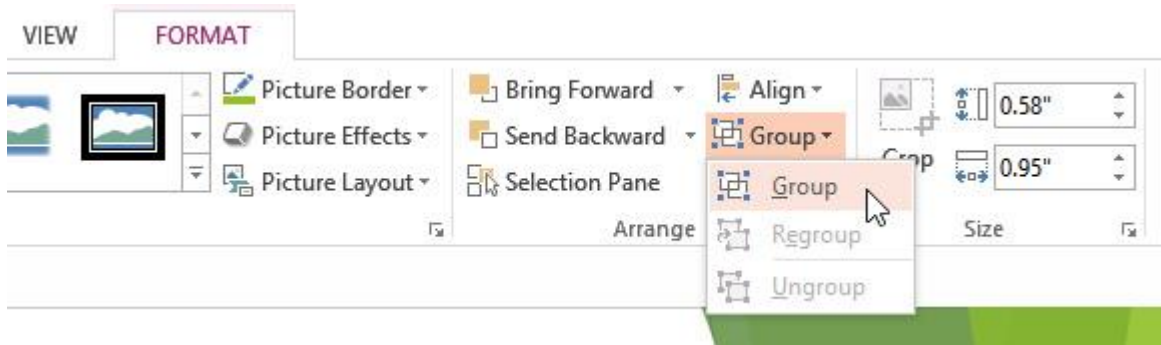 VIEW FORMAT
Picture Border Bring Forward Align 0.58"
Picture Effects Send Backward Group
Crop 0.95"
Picture Layout Selection Pane Group
Arrange Regroup Size
Ungroup